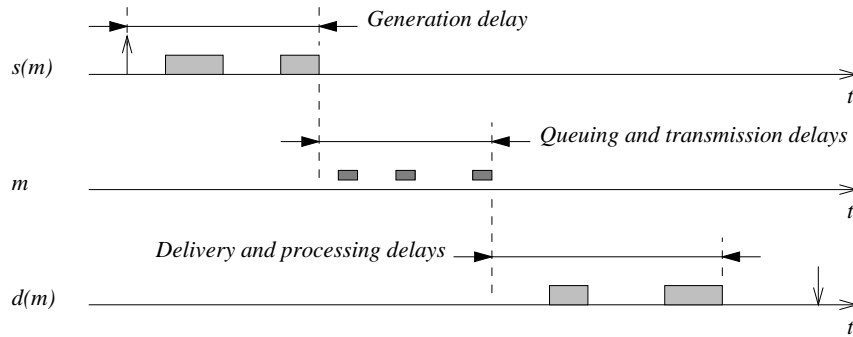 Generation delay
s(m)
t
Queuing and transmission delays
m
t
Delivery and processing delays
d(m)
t